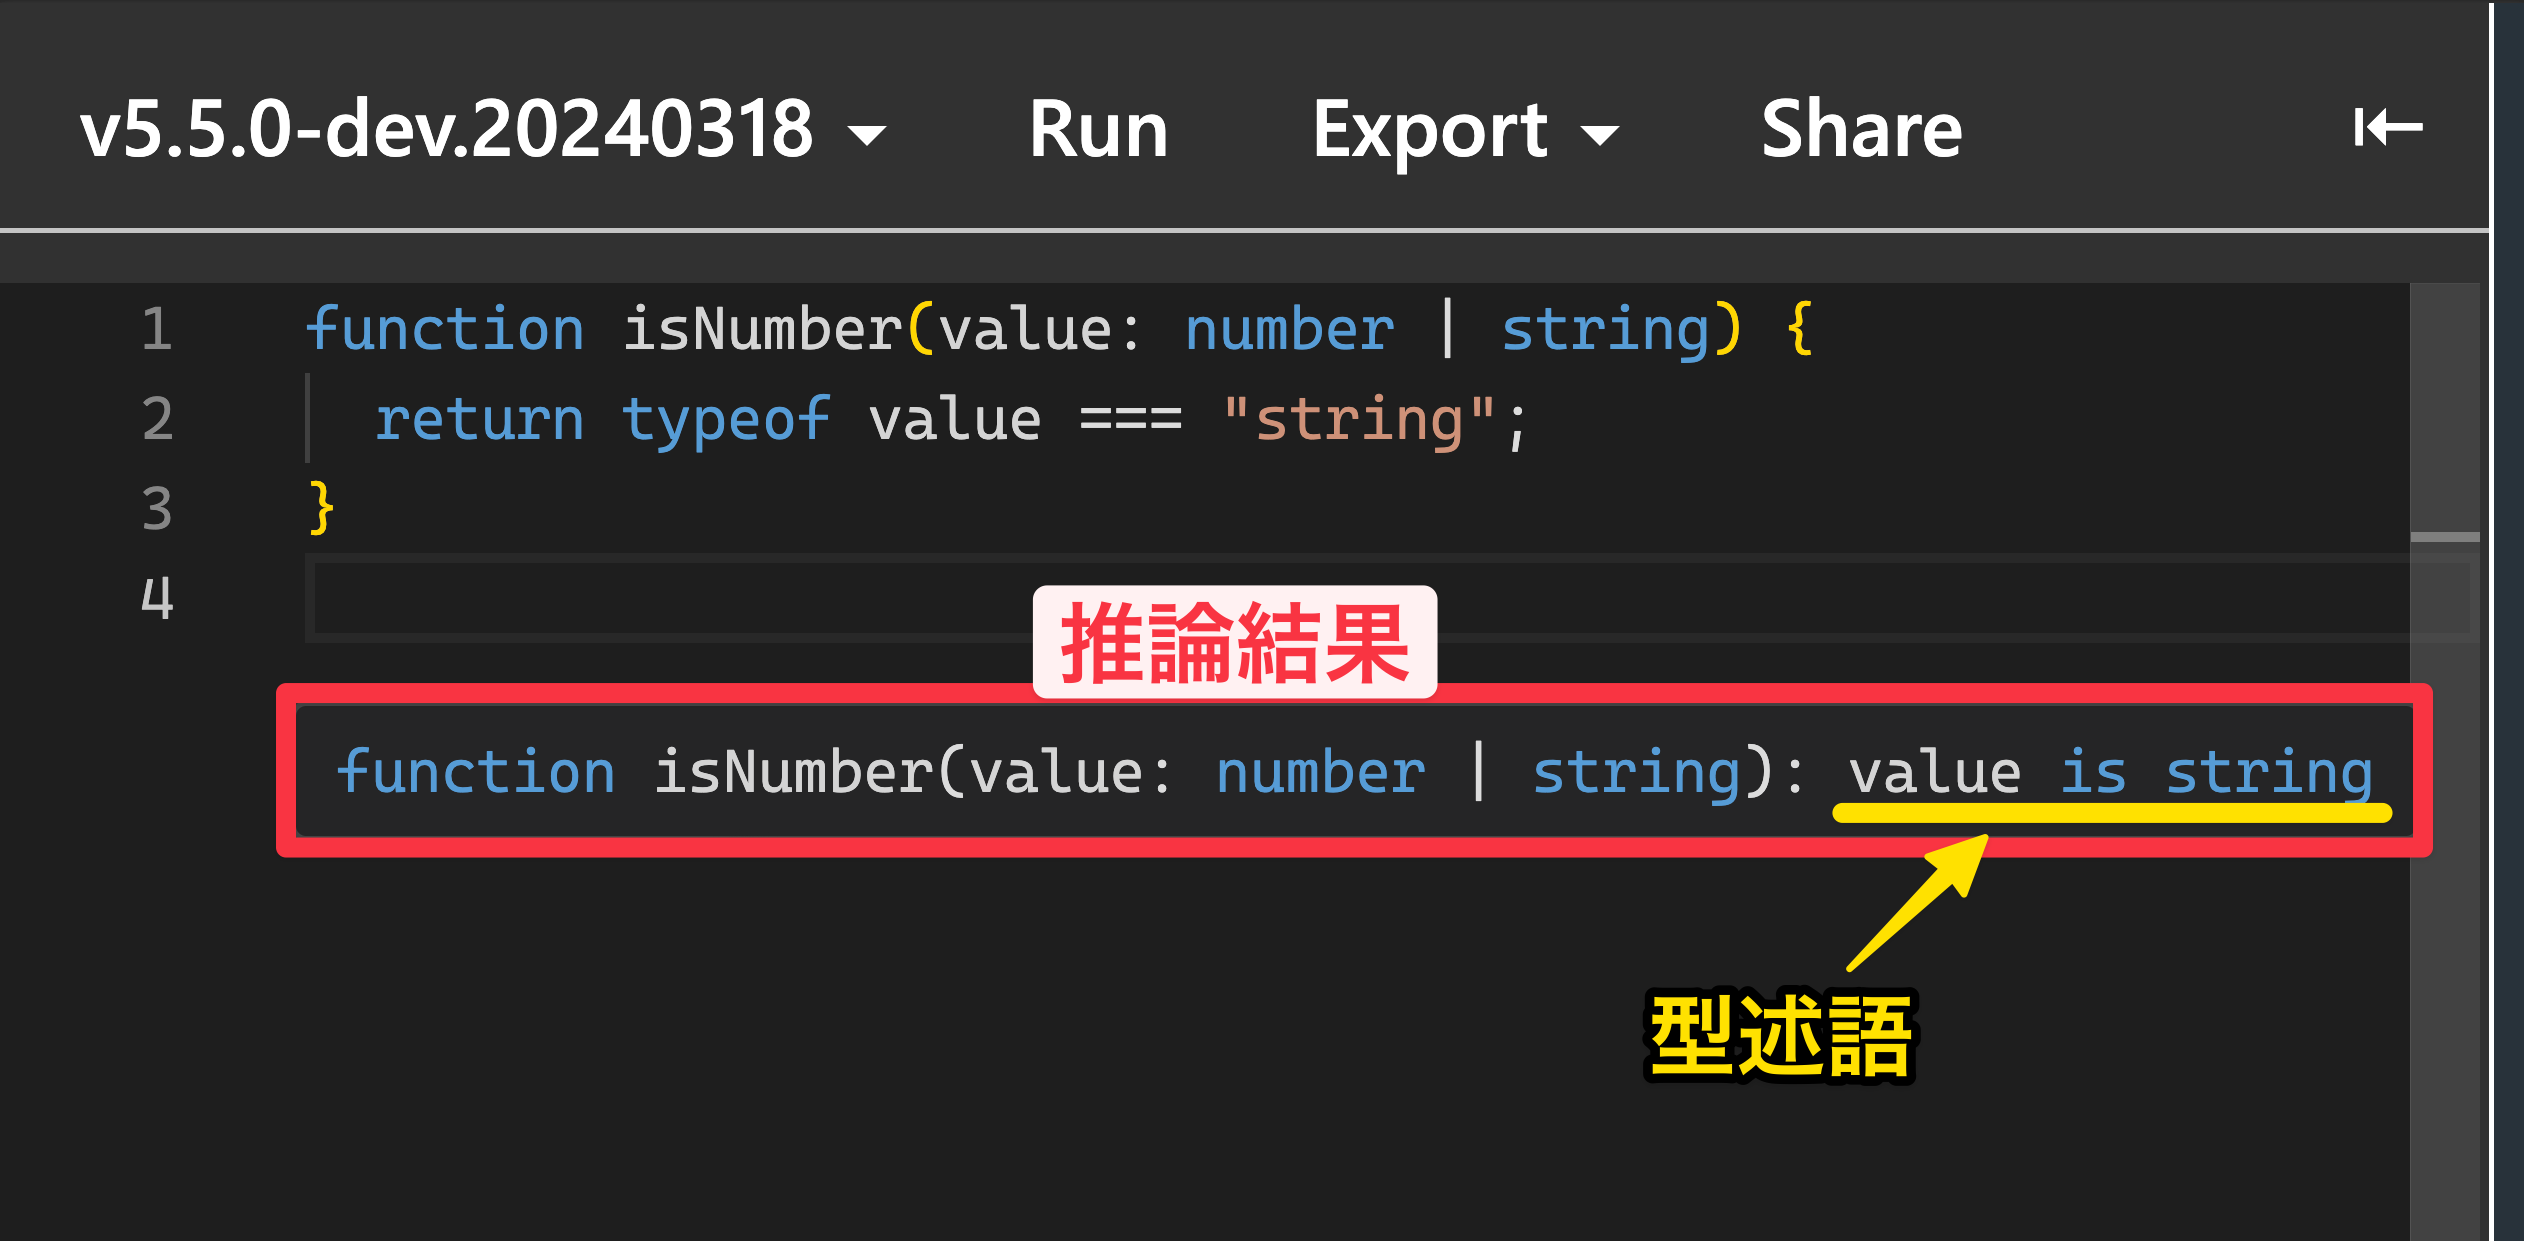 v5.5.0-dev.20240318 Run Export Share
1 function isNumber(value: number | string) {
2 return typeof value === "string";
3 }
4
推論結果
function isNumber(value: number | string): value is string
型述語